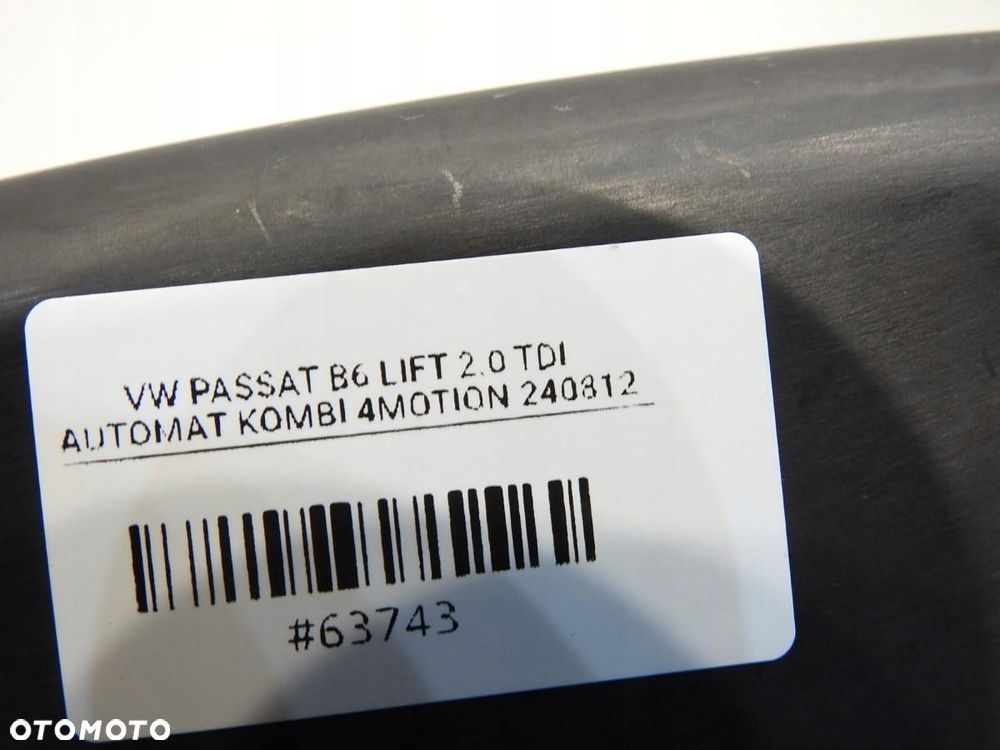 VW PASSAT B6 LIFT 2.0 TDI
AUTOMAT KOMBI 4MOTION 240812
#63743
OTOMOTO